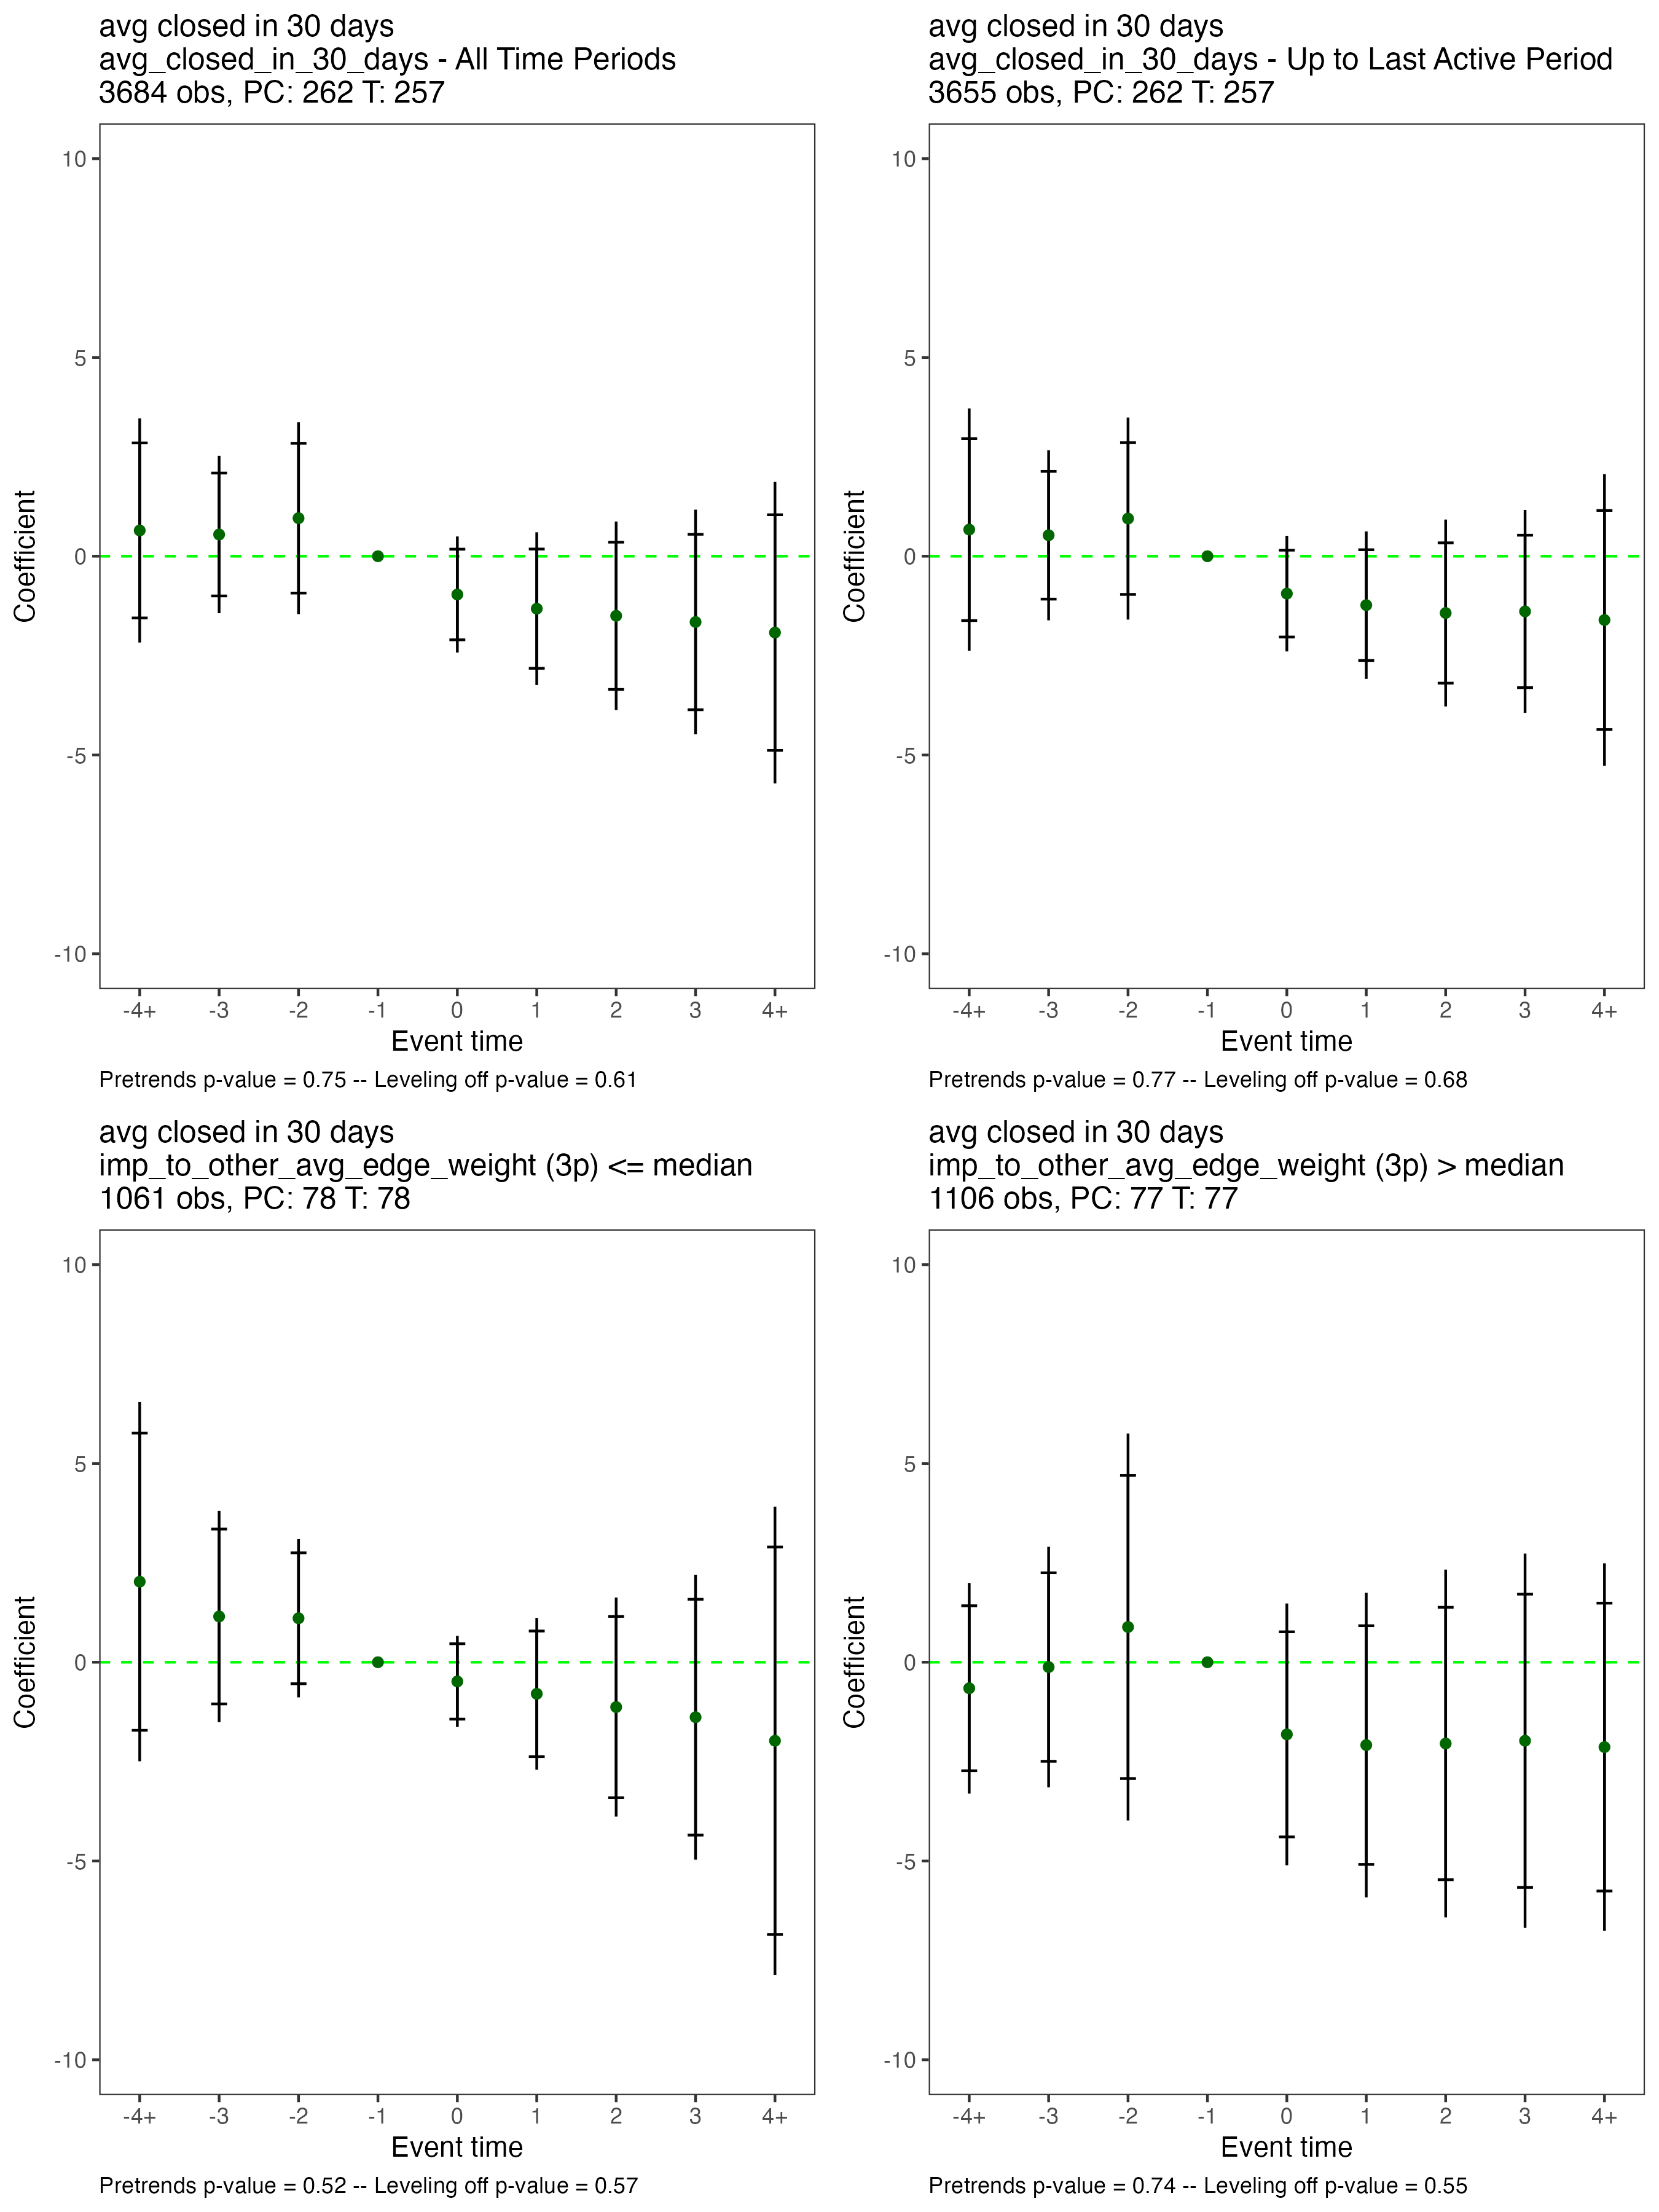 avg closed in 30 days
avg_closed_in_30_days - All Time Periods
3684 obs, PC: 262 T: 257
10
5
0
-5
-10
Coefficient
-4+ -3 -2 -1 0 1 2 3 4+
Event time
Pretrends p-value = 0.75 -- Leveling off p-value = 0.61
avg closed in 30 days
avg_closed_in_30_days - Up to Last Active Period
3655 obs, PC: 262 T: 257
10
5
0
-5
-10
Coefficient
-4+ -3 -2 -1 0 1 2 3 4+
Event time
Pretrends p-value = 0.77 -- Leveling off p-value = 0.68
avg closed in 30 days
imp_to_other_avg_edge_weight (3p) <= median
1061 obs, PC: 78 T: 78
10
5
0
-5
-10
Coefficient
-4+ -3 -2 -1 0 1 2 3 4+
Event time
Pretrends p-value = 0.52 -- Leveling off p-value = 0.57
avg closed in 30 days
imp_to_other_avg_edge_weight (3p) > median
1106 obs, PC: 77 T: 77
10
5
0
-5
-10
Coefficient
-4+ -3 -2 -1 0 1 2 3 4+
Event time
Pretrends p-value = 0.74 -- Leveling off p-value = 0.55